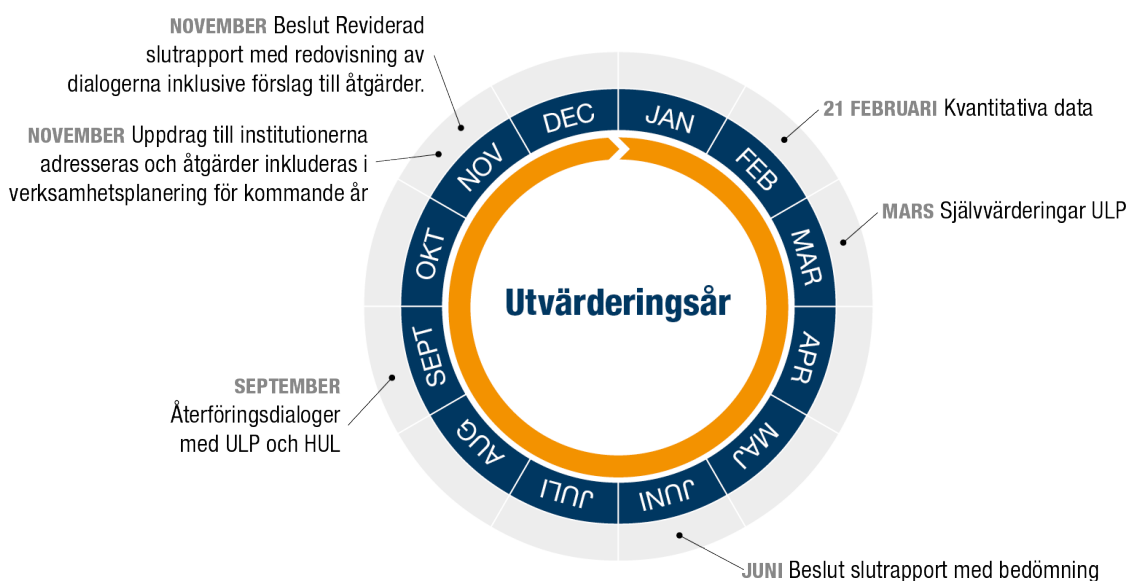 NOVEMBER Beslut Reviderad
slutrapport med redovisning av
dialogerna inklusive förslag till åtgärder.
NOVEMBER Uppdrag till institutionerna
adresseras och åtgärder inkluderas i
verksamhetsplanering för kommande år
SEPTEMBER
Återföringsdialoger
med ULP och HUL
21 FEBRUARI Kvantitativa data
MARS Självvärderingar ULP
JUNI Beslut slutrapport med bedömning
Utvärderingsår
JAN
FEB
MAR
APR
MAJ
JUNI
JULI
AUG
SEPT
OKT
NOV
DEC